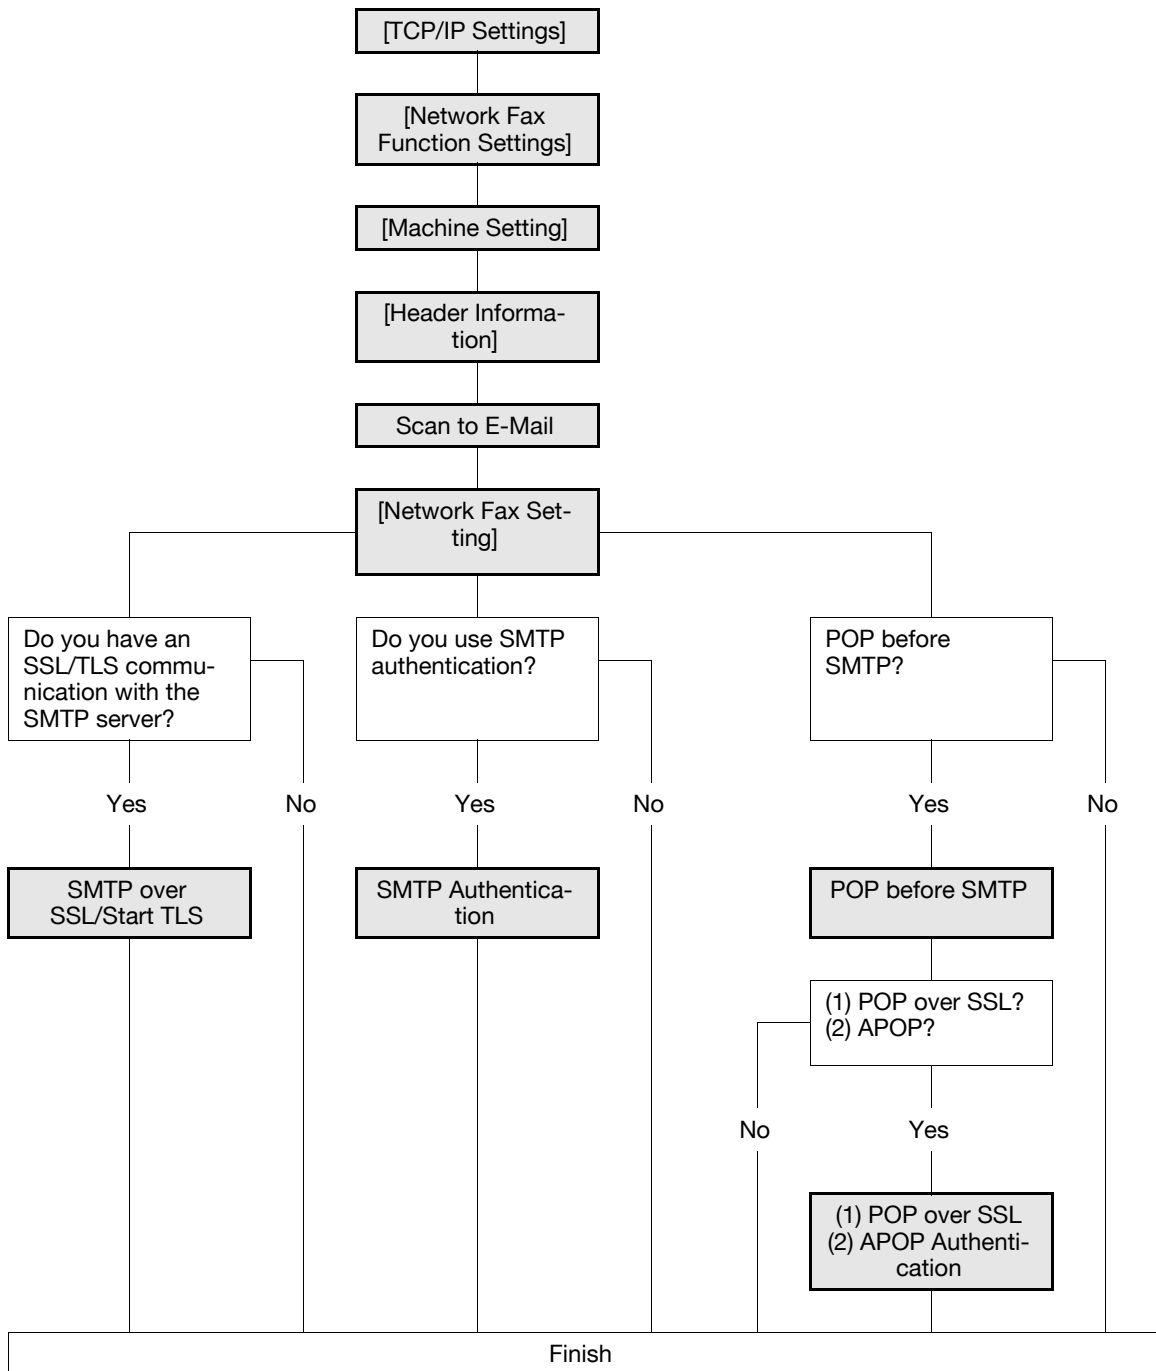 [TCP/IP Settings]
[Network Fax
Function Settings]
[Machine Setting]
[Header Informa-
tion]
Scan to E-Mail
[Network Fax Set-
ting]
Do you have an
SSL/TLS commu-
nication with the
SMTP server?
Do you use SMTP
authentication?
POP before
SMTP?
Yes
No
Yes
No
Yes
No
SMTP over
SSL/Start TLS
SMTP Authentica-
tion
POP before SMTP
(1) POP over SSL?
(2) APOP?
No
Yes
(1) POP over SSL
(2) APOP Authenti-
cation
Finish